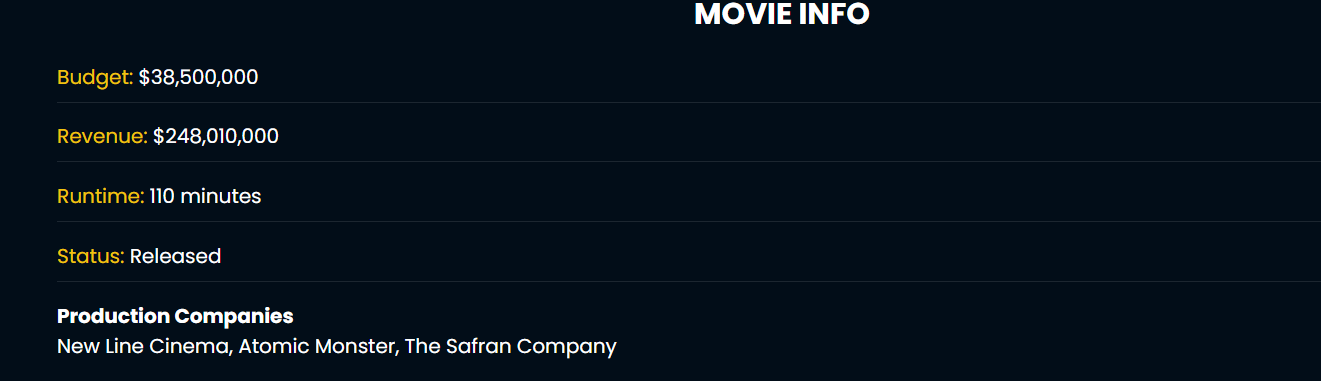 MOVIE INFO
Budget: $38,500,000
Revenue: $248,010,000
Runtime: 110 minutes
Status: Released
Production Companies
New Line Cinema, Atomic Monster, The Safran Company